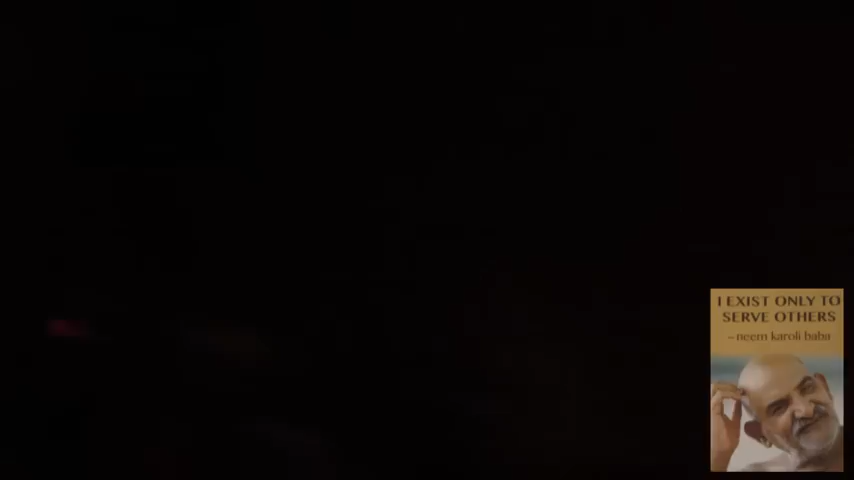 I EXIST ONLY TO
SERVE OTHERS
– neem karoli baba